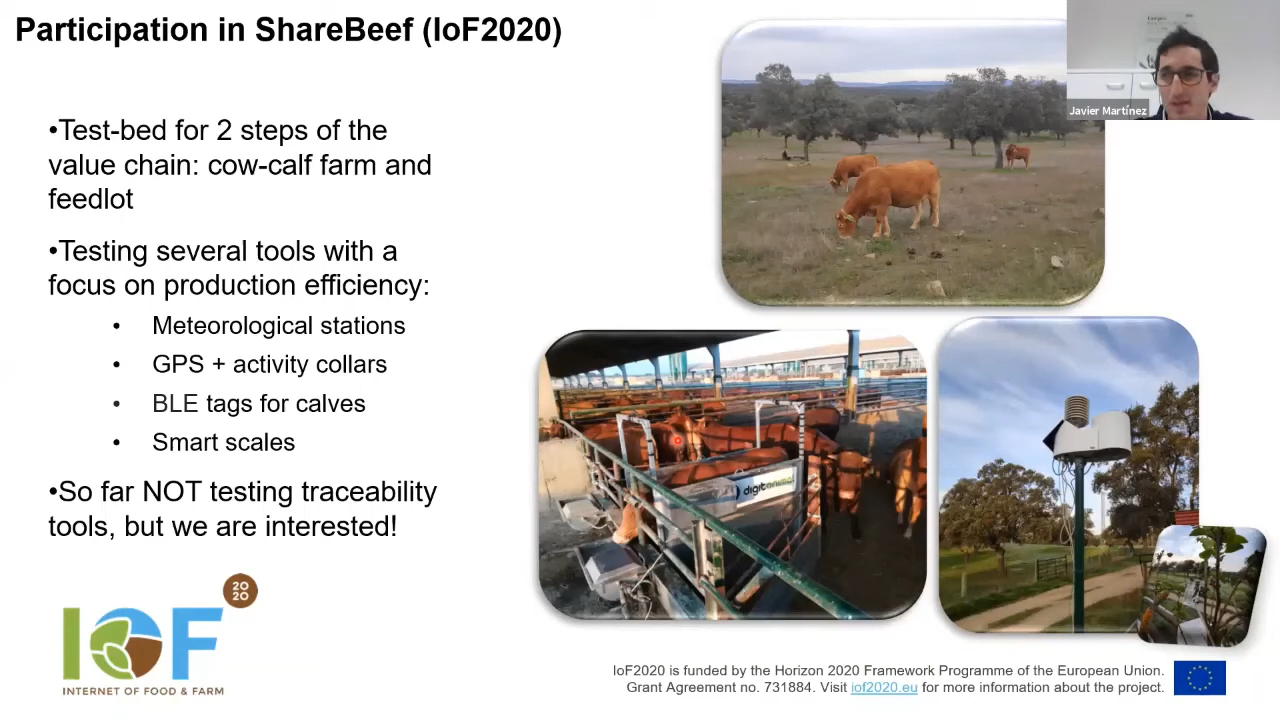 Participation in ShareBeef (IoF2020)
Javier Martínez
•Test-bed for 2 steps of the
value chain: cow-calf farm and
feedlot
•Testing several tools with a
focus on production efficiency:
• Meteorological stations
• GPS + activity collars
• BLE tags for calves
• Smart scales
•So far NOT testing traceability
tools, but we are interested!
digitanimal
IOF
20
20
INTERNET OF FOOD & FARM
IoF2020 is funded by the Horizon 2020 Framework Programme of the European Union.
Grant Agreement no. 731884. Visit iof2020.eu for more information about the project.